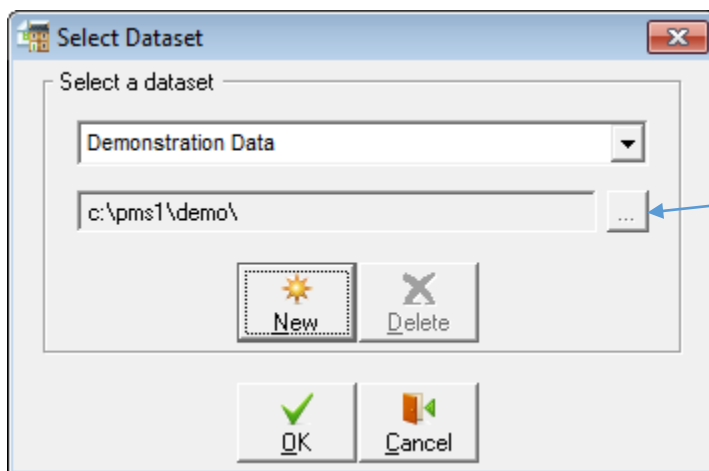 Select Dataset
Select a dataset
Demonstration Data
c:\pms1\demo\
...
New
Delete
OK
Cancel